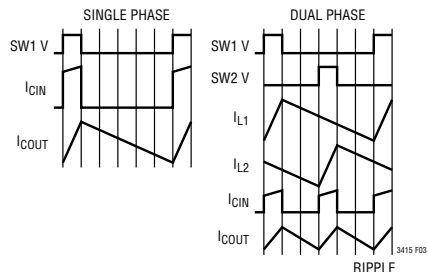 SINGLE PHASE
SW1 V
ICIN
ICOUT
DUAL PHASE
SW1 V
SW2 V
IL1
IL2
ICIN
ICOUT
3415 F03
RIPPLE